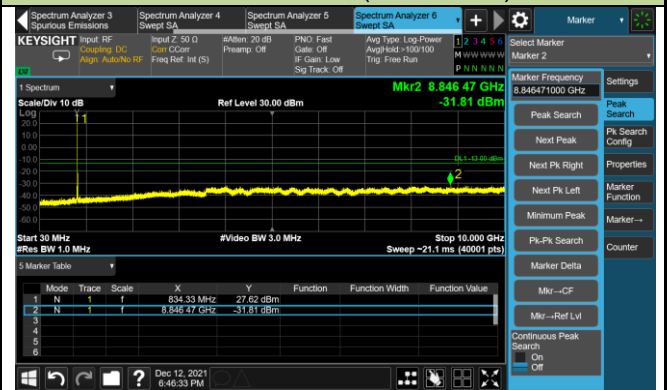 Spectrum Analyzer 3
Spurious Emissions
Spectrum Analyzer 4
Swept SA
Spectrum Analyzer 5
Swept SA
Spectrum Analyzer 6
Swept SA
Marker
KEYSIGHT
Input: RF
Coupling: DC
Align: Auto/No RF
Input Z: 50 Ω
Corr CCorr
Freq Ref: Int (S)
#Atten: 20 dB
Preamp: Off
PNO: Fast
Gate: Off
IF Gain: Low
Sig Track: Off
Avg Type: Log-Power
Avg|Hold:>100/100
Trig: Free Run
1 2 3 4 5 6
M W W W W W
P N N N N N
LXI
Select Marker
Marker 2
1 Spectrum
Mkr2 8.846 47 GHz
-31.81 dBm
Scale/Div 10 dB
Ref Level 30.00 dBm
Log
20.0
10.0
0.00
-10.0
-20.0
-30.0
-40.0
-50.0
-60.0
1
DL1 -13.00 dBm
2
Start 30 MHz
#Res BW 1.0 MHz
#Video BW 3.0 MHz
Stop 10.000 GHz
Sweep ~21.1 ms (40001 pts)
5 Marker Table
Mode Trace Scale X Y Function Function Width Function Value
1 N 1 f 834.33 MHz 27.62 dBm
2 N 1 f 8.846 47 GHz -31.81 dBm
3
4
5
6
Marker Frequency
8.846471000 GHz
Peak Search
Next Peak
Next Pk Right
Next Pk Left
Minimum Peak
Pk-Pk Search
Marker Delta
Mkr→CF
Mkr→Ref Lvl
Continuous Peak
Search
On
Off
Settings
Peak
Search
Pk Search
Config
Properties
Marker
Function
Marker→
Counter
?
Dec 12, 2021
6:46:33 PM